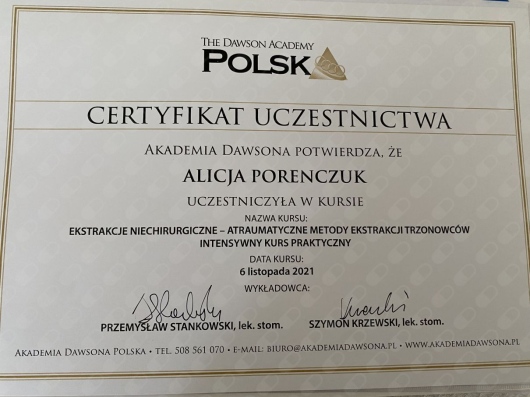 THE DAWSON ACADEMY
POLSKA
CERTYFIKAT UCZESTNICTWA
AKADEMIA DAWSONA POTWIERDZA, ŻE
ALICJA PORENCZUK
UCZESTNICZYŁA W KURSIE
NAZWA KURSU:
EKSTRAKCJE NIECHIRURGICZNE – ATRAUMATYCZNE METODY EKSTRAKCJI TRZONOWCÓW
INTENSYWNY KURS PRAKTYCZNY
DATA KURSU:
6 listopada 2021
WYKŁADOWCA:
PRZEMYSŁAW STANKOWSKI, lek. stom. SZYMON KRZEWSKI, lek. stom.
AKADEMIA DAWSONA POLSKA • TEL. 508 561 070 • E-MAIL: BIURO@AKADEMIADAWSONA.PL • WWW.AKADEMIADAWSONA.PL